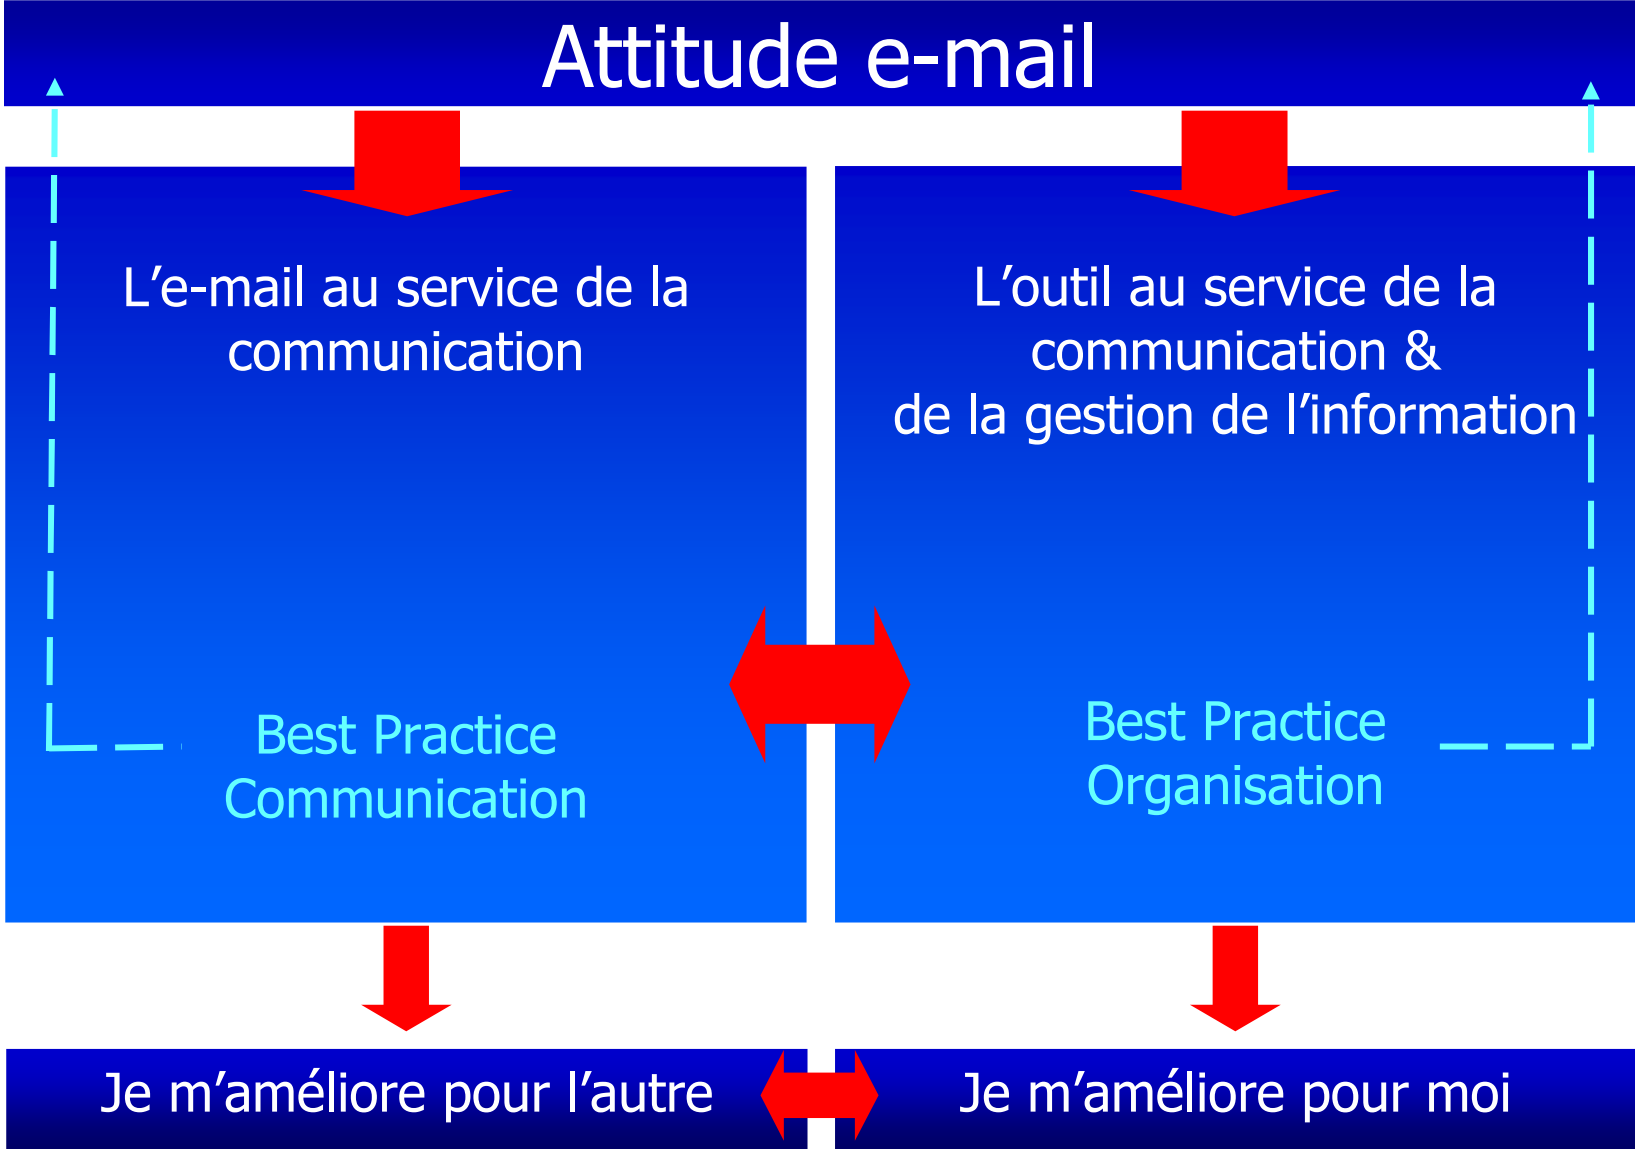 Attitude e-mail
L’e-mail au service de la
communication
L’outil au service de la
communication &
de la gestion de l’information
Best Practice
Communication
Best Practice
Organisation
Je m’améliore pour l’autre
Je m’améliore pour moi